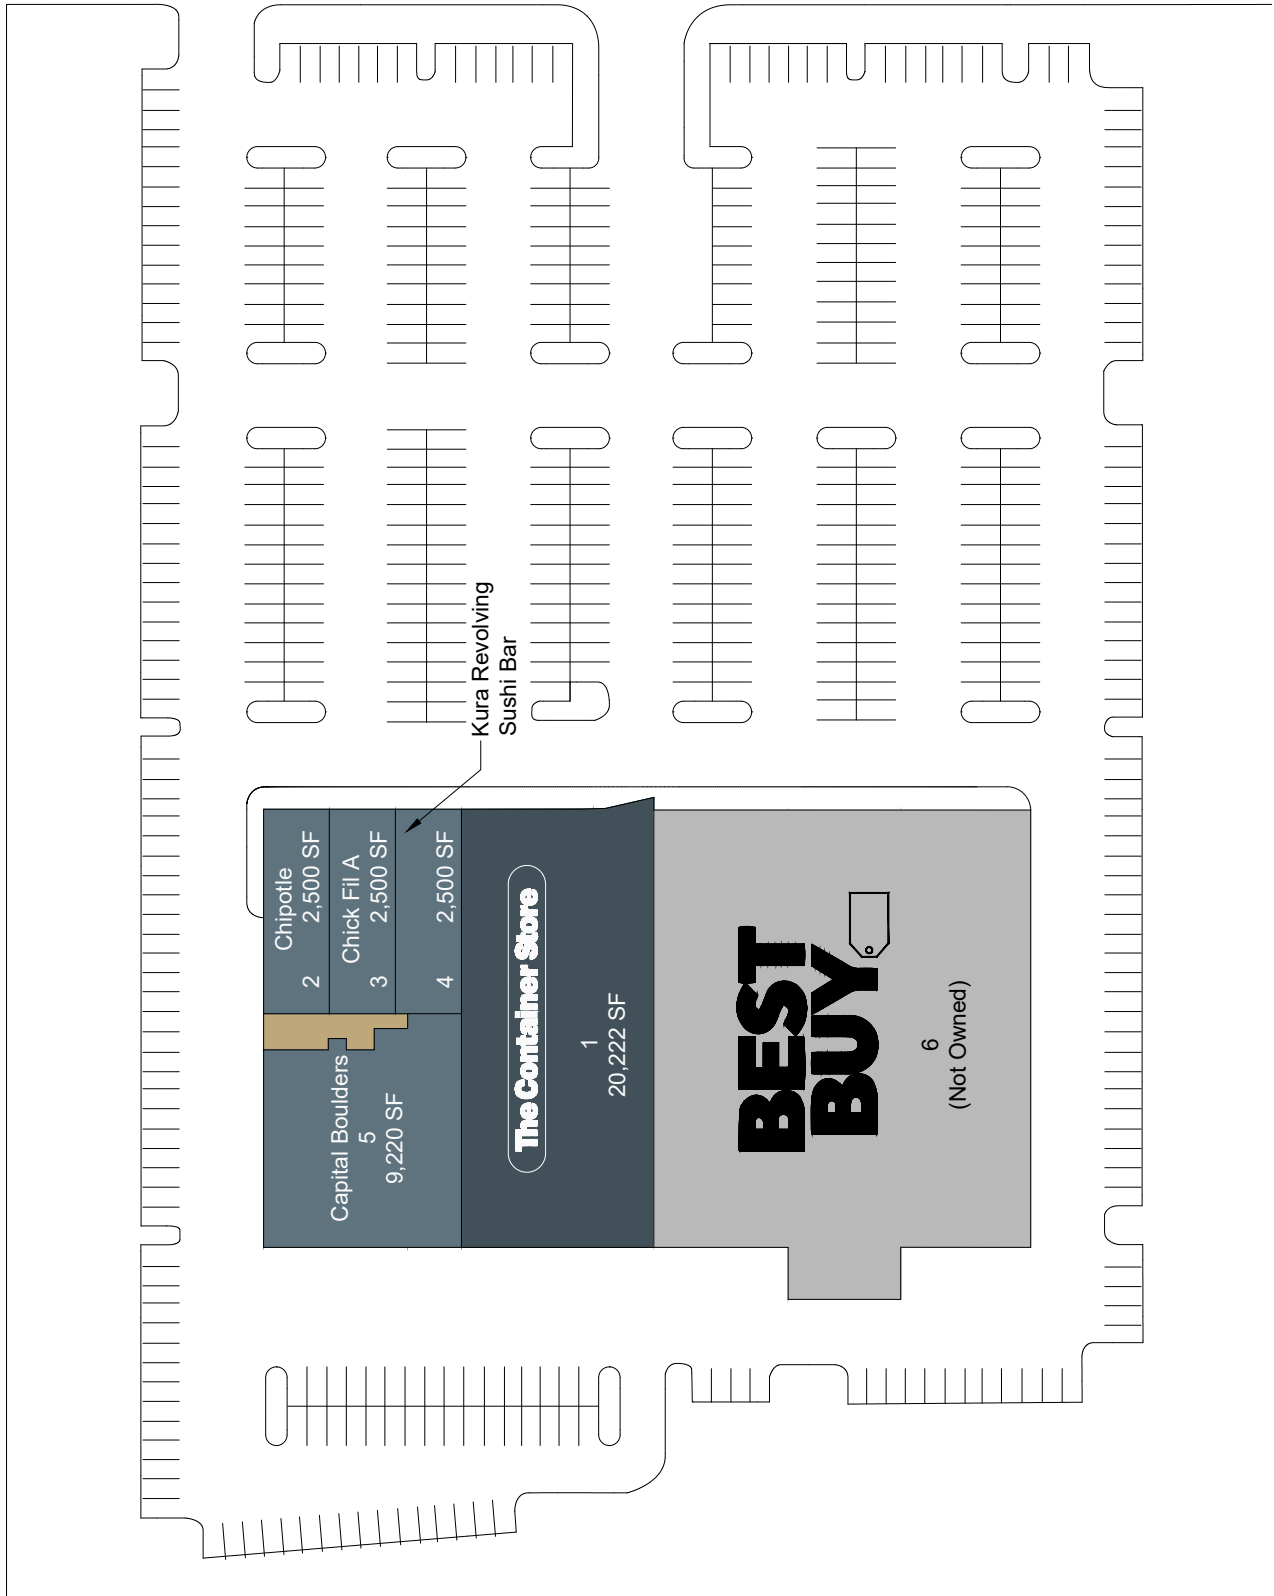 Chipotle
2 2,500 SF
Chick Fil A
3 2,500 SF
4 2,500 SF
Kura Revolving
Sushi Bar
Capital Boulders
5
9,220 SF
The Container Store
1
20,222 SF
BEST
BUY
6
(Not Owned)